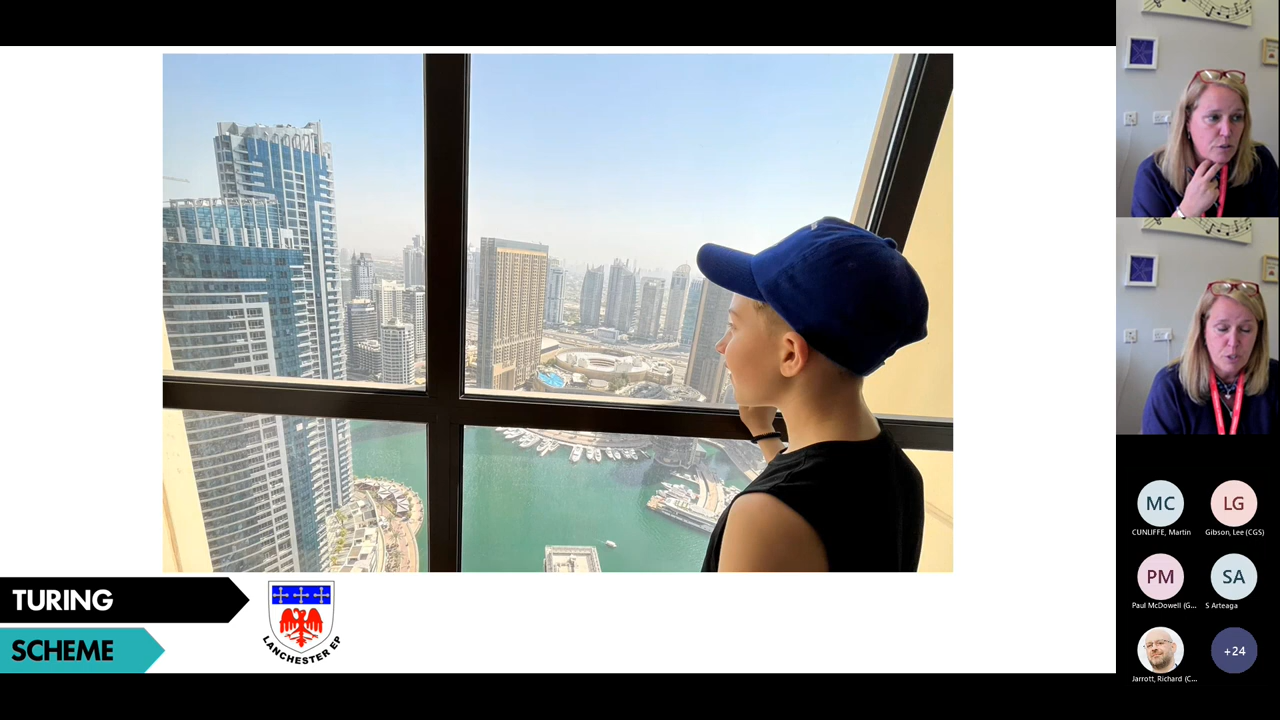 TURING
SCHEME
LANCHESTER EP
MC
CUNLIFFE, Martin
LG
Gibson, Lee (CGS)
PM
Paul McDowell (G...
SA
S Arteaga
Jarrott, Richard (C...
+24